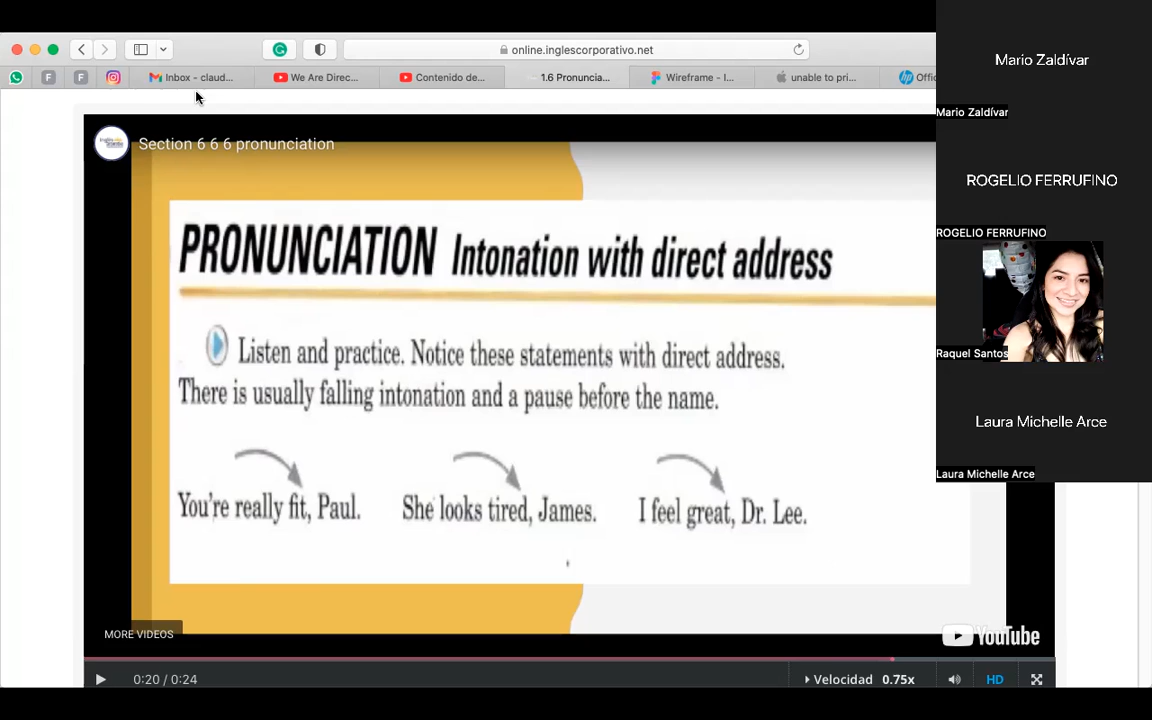 online.inglescorporativo.net
Inbox – claud...
We Are Direc...
Contenido de...
1.6 Pronuncia...
Wireframe – I...
unable to pri...
Offic
Section 6 6 6 pronunciation
PRONUNCIATION Intonation with direct address
Listen and practice. Notice these statements with direct address.
There is usually falling intonation and a pause before the name.
You're really fit, Paul. She looks tired, James. I feel great, Dr. Lee.
MORE VIDEOS
YouTube
0:20 / 0:24
Velocidad 0.75x
HD
Mario Zaldívar
Mario Zaldívar
ROGELIO FERRUFINO
ROGELIO FERRUFINO
Raquel Santos
Laura Michelle Arce
Laura Michelle Arce